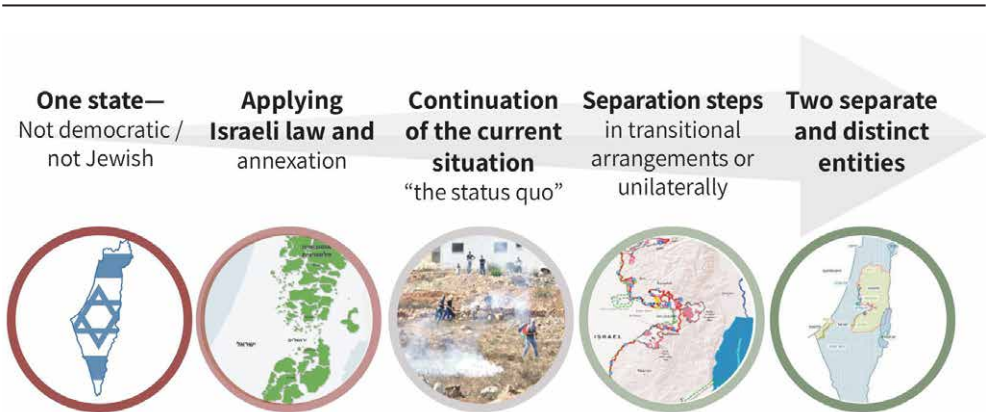 One state—
Not democratic /
not Jewish
Applying
Israeli law and
annexation
Continuation
of the current
situation
“the status quo”
Separation steps
in transitional
arrangements or
unilaterally
Two separate
and distinct
entities
ירושלים
ישראל
ISRAEL